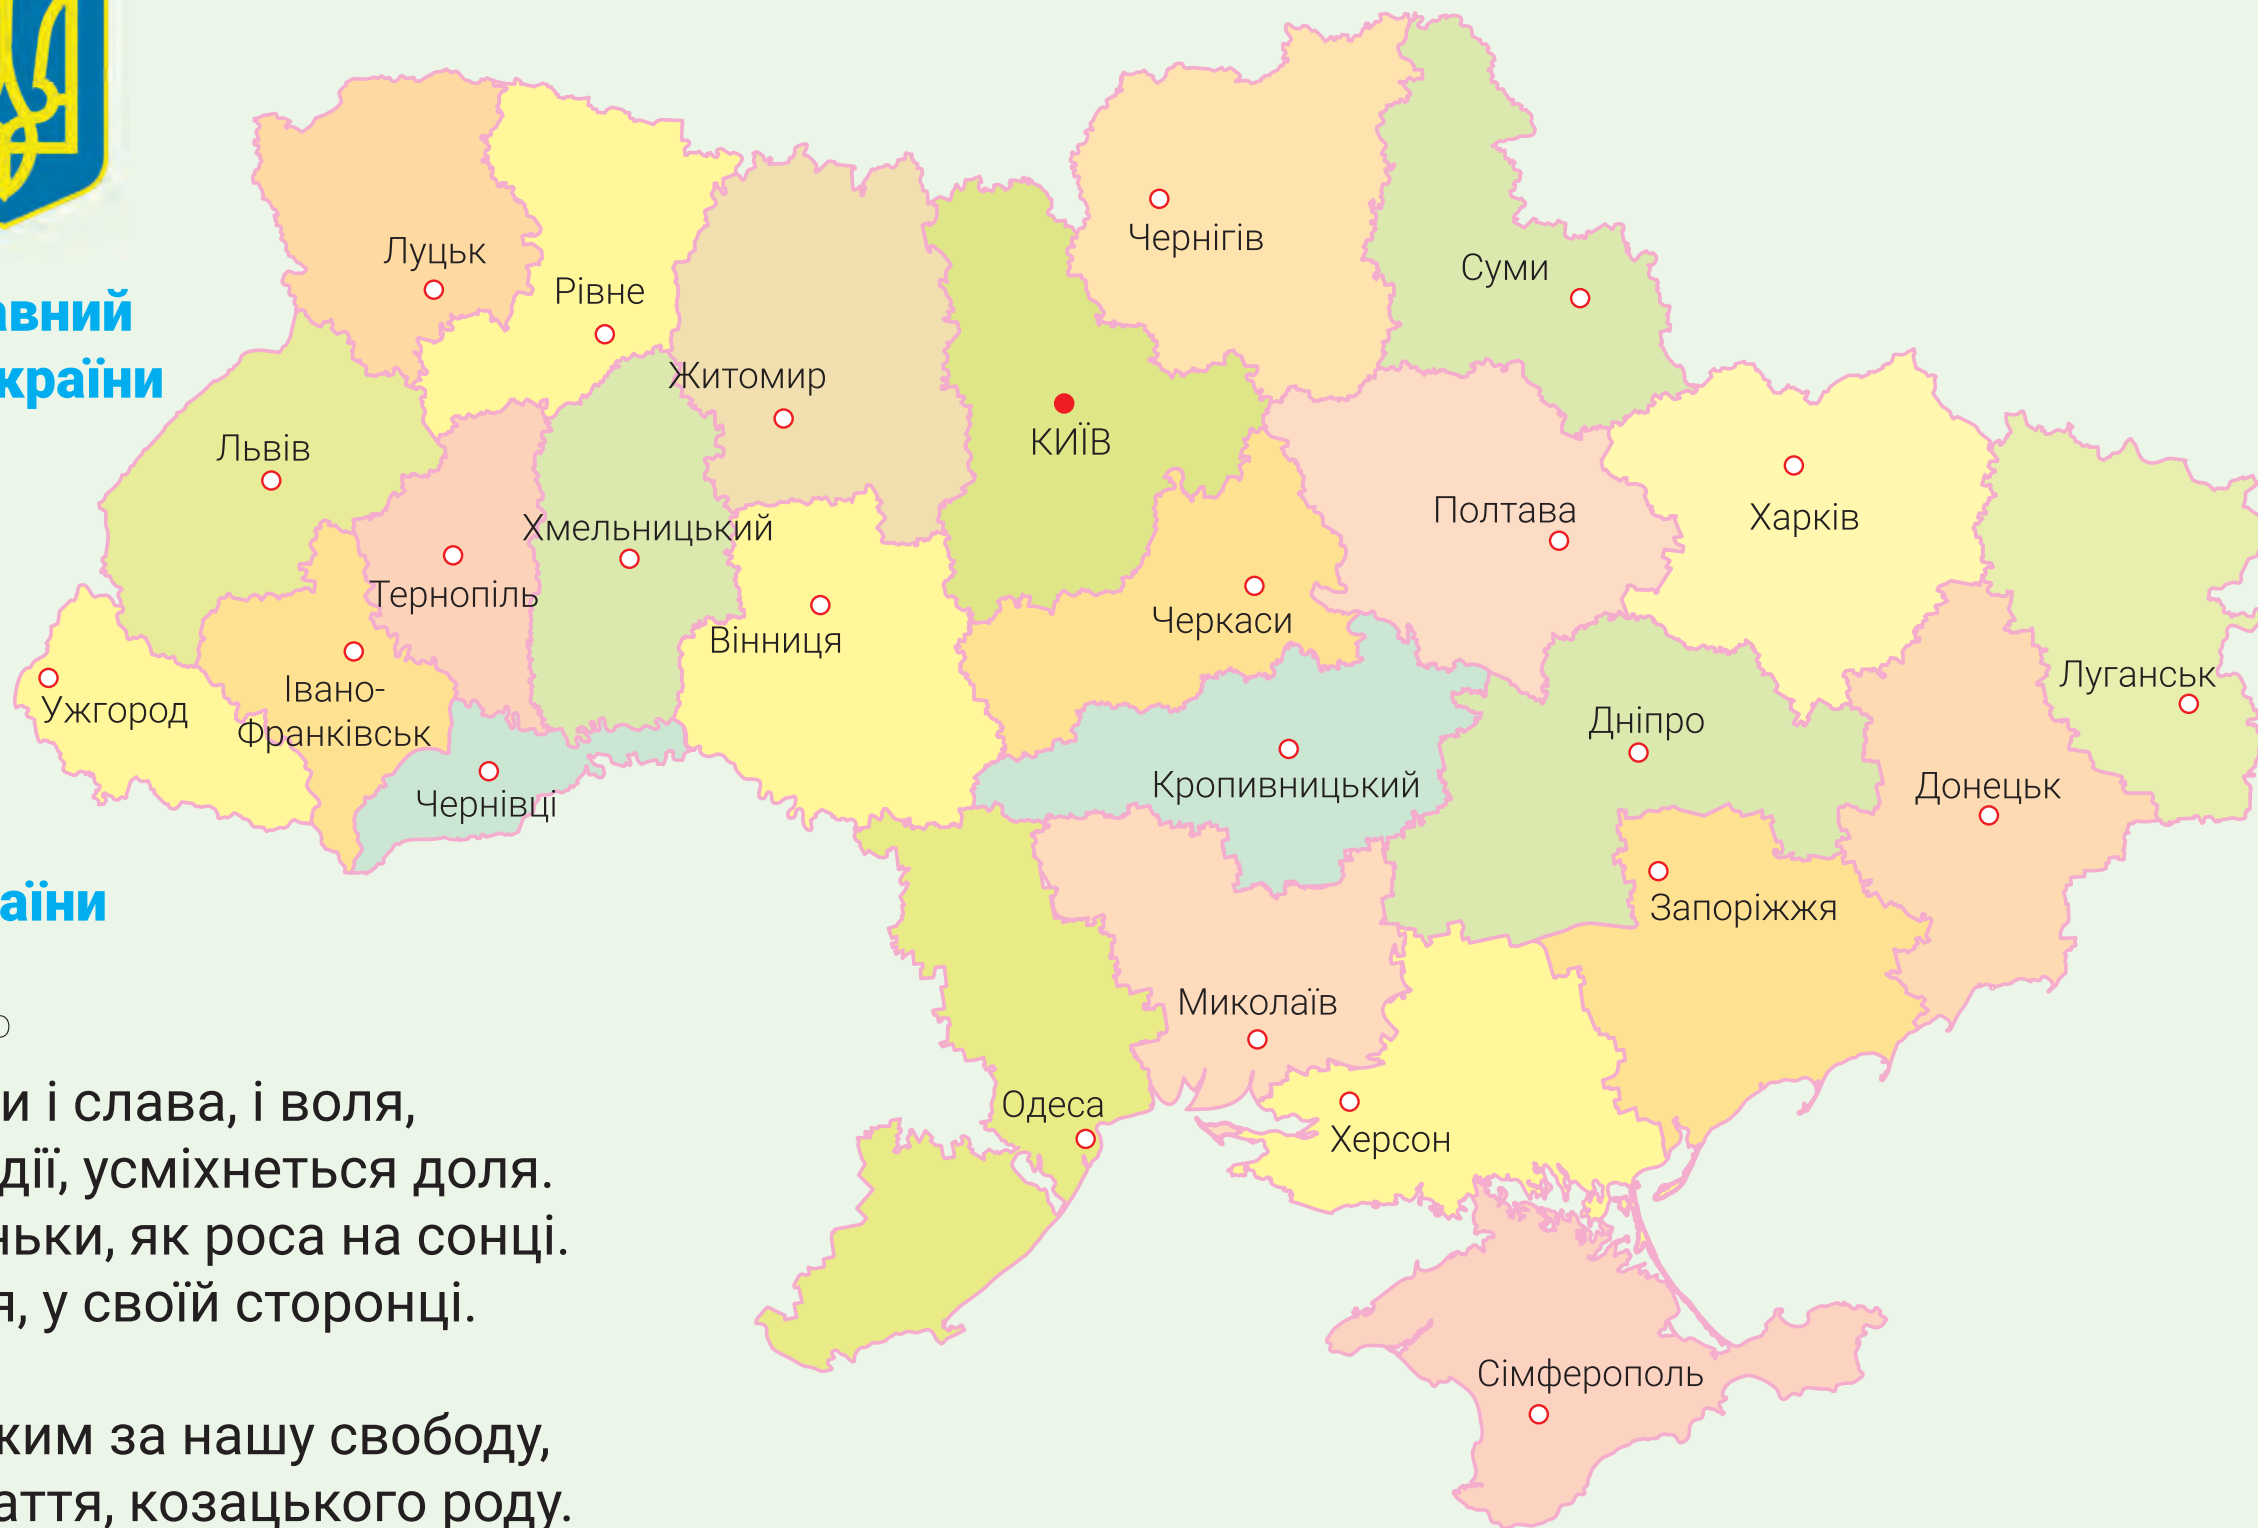 Чернігів
Луцьк
Суми
Рівне
авний
країни
Житомир
КИЇВ
Львів
Полтава
Харків
Хмельницький
Тернопіль
Черкаси
Вінниця
Луганськ
Івано-
Франківськ
Ужгород
Дніпро
Кропивницький
Донецьк
Чернівці
аїни
Запоріжжя
Миколаїв
и і слава, і воля,
Одеса
Херсон
дії, усміхнеться доля.
ньки, як роса на сонці.
я, у своїй сторонці.
Сімферополь
жим за нашу свободу,
аття, козацького роду.